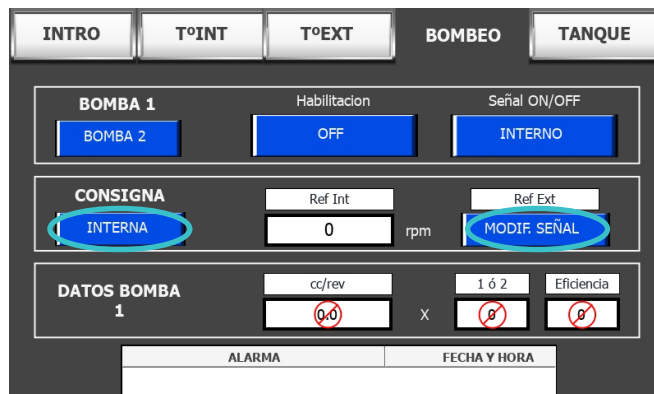 INTRO TºINT TºEXT BOMBEO TANQUE
BOMBA 1 Habilitacion Señal ON/OFF
BOMBA 2 OFF INTERNO
CONSIGNA Ref Int Ref Ext
INTERNA 0 rpm MODIF. SEÑAL
DATOS BOMBA 1 cc/rev 1 ó 2 Eficiencia
0.0 X 0 0
ALARMA FECHA Y HORA